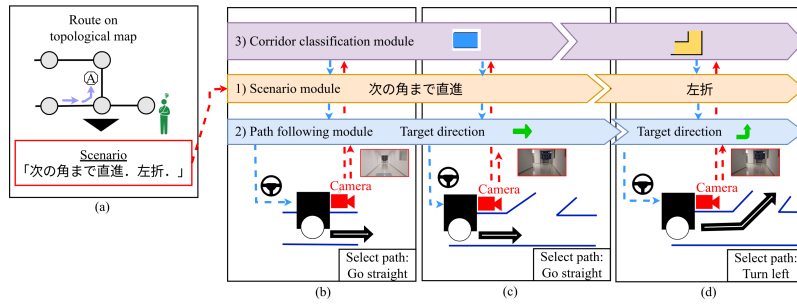 Route on
topological map
A
Scenario
「次の角まで直進．左折．」
(a)
3) Corridor classification module
1) Scenario module 次の角まで直進 左折
2) Path following module Target direction Target direction
Camera
Camera
Camera
Select path:
Go straight
Select path:
Go straight
Select path:
Turn left
(b)
(c)
(d)